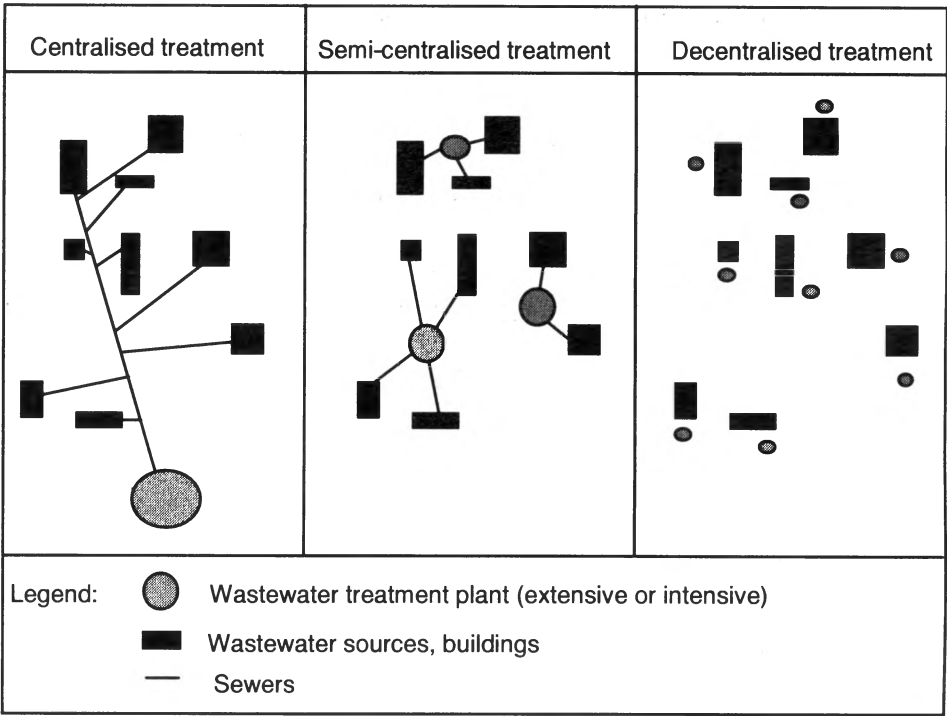 Centralised treatment
Semi-centralised treatment
Decentralised treatment
Legend:
Wastewater treatment plant (extensive or intensive)
Wastewater sources, buildings
Sewers